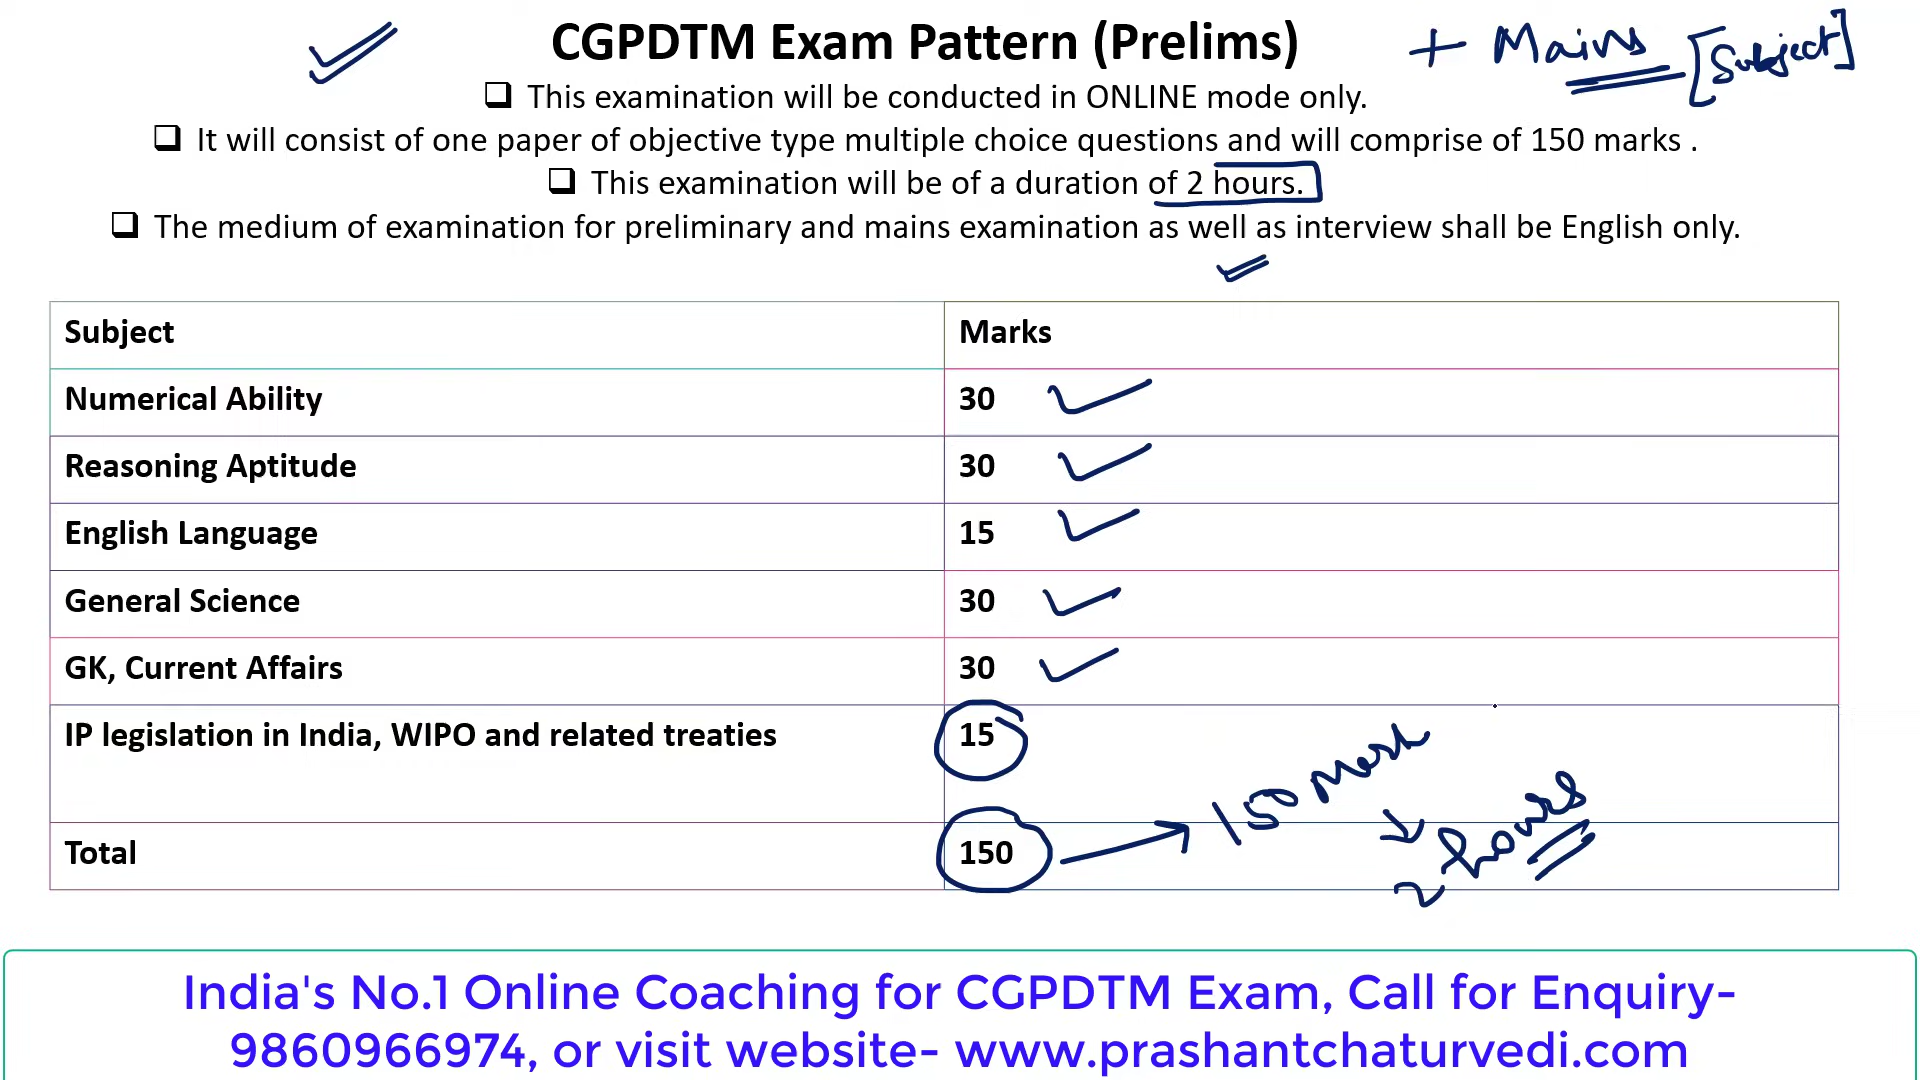 CGPDTM Exam Pattern (Prelims)
+ Mains [Subject]
This examination will be conducted in ONLINE mode only.
It will consist of one paper of objective type multiple choice questions and will comprise of 150 marks .
This examination will be of a duration of 2 hours.
The medium of examination for preliminary and mains examination as well as interview shall be English only.
Subject Marks
Numerical Ability 30
Reasoning Aptitude 30
English Language 15
General Science 30
GK, Current Affairs 30
IP legislation in India, WIPO and related treaties 15
Total 150
150 Mark
2 hours
India's No.1 Online Coaching for CGPDTM Exam, Call for Enquiry-
9860966974, or visit website- www.prashantchaturvedi.com